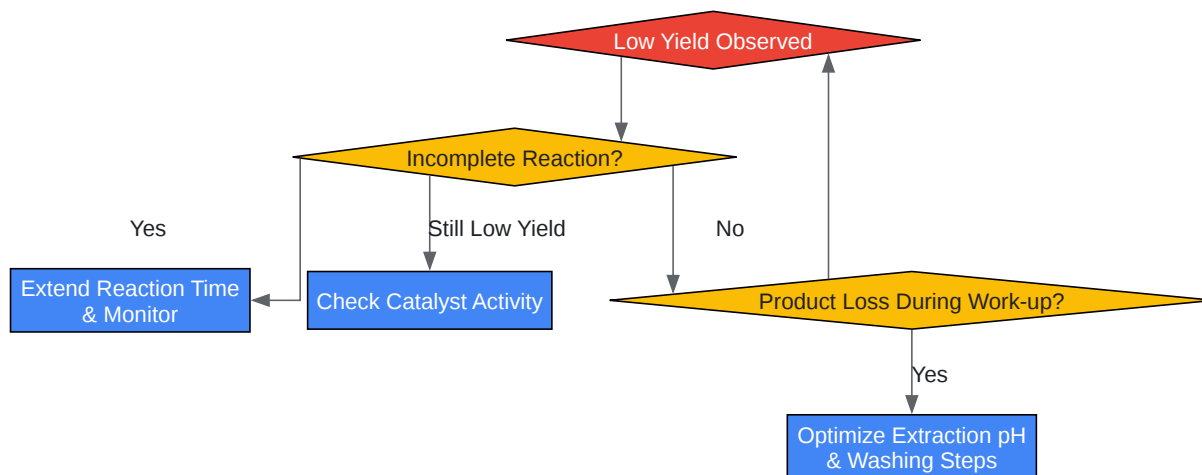 Low Yield Observed
Incomplete Reaction?
Yes
Still Low Yield
No
Extend Reaction Time
& Monitor
Check Catalyst Activity
Product Loss During Work-up?
Yes
Optimize Extraction pH
& Washing Steps